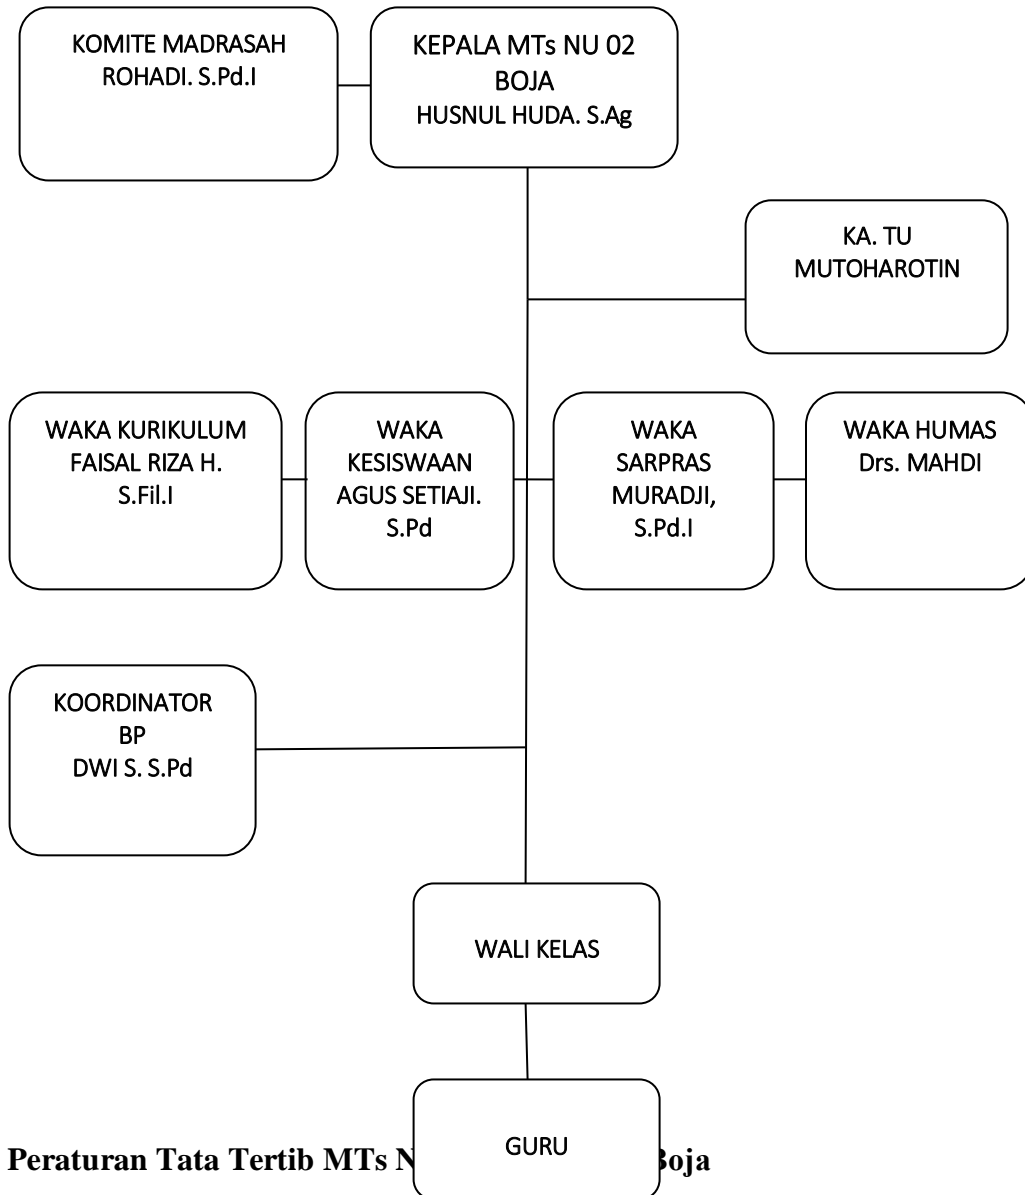 KOMITE MADRASAH
ROHADI. S.Pd.I
KEPALA MTs NU 02
BOJA
HUSNUL HUDA. S.Ag
KA. TU
MUTOHAROTIN
WAKA KURIKULUM
FAISAL RIZA H.
S.Fil.I
WAKA
KESISWAAN
AGUS SETIAJI.
S.Pd
WAKA
SARPRAS
MURADJI,
S.Pd.I
WAKA HUMAS
Drs. MAHDI
KOORDINATOR
BP
DWI S. S.Pd
WALI KELAS
GURU
Peraturan Tata Tertib MTs Boja